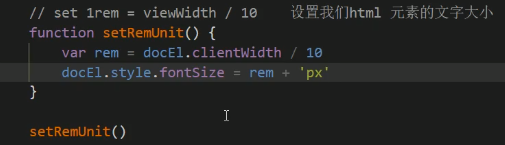 // set 1rem = viewWidth / 10    设置我们html 元素的文字大小
function setRemUnit() {
    var rem = docEl.clientWidth / 10
    docEl.style.fontSize = rem + 'px'
}
setRemUnit()